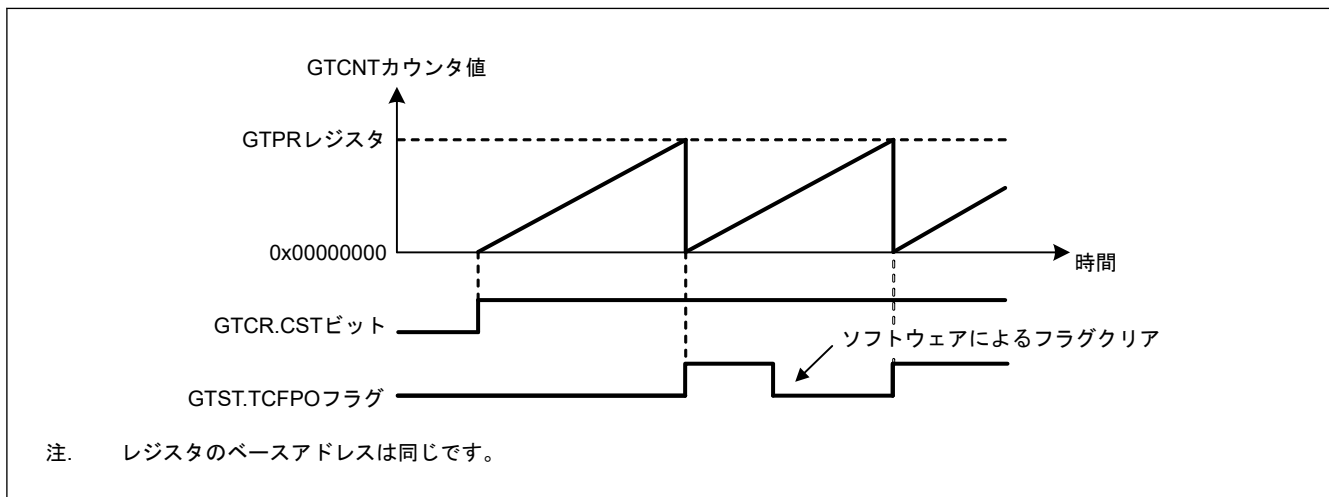 GTCNTカウンタ値
GTPRレジスタ
0x00000000
時間
GTCR.CSTビット
ソフトウェアによるフラグクリア
GTST.TCFPOフラグ
注. レジスタのベースアドレスは同じです。